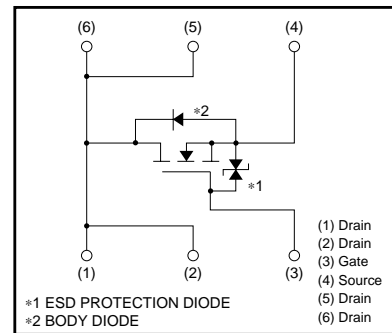 (6) (5) (4)
∗2
∗1
(1) (2) (3)
(1) Drain
(2) Drain
(3) Gate
(4) Source
(5) Drain
(6) Drain
∗1 ESD PROTECTION DIODE
∗2 BODY DIODE